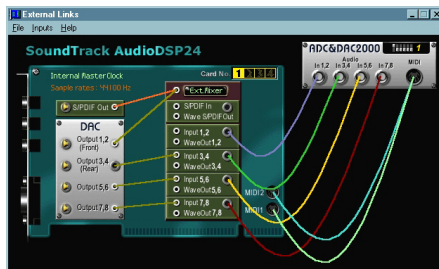 External Links
File Inputs Help
SoundTrack AudioDSP24
ADC&DAC2000 1
Audio
In 1,2 In 3,4 In 5,6 In 7,8 MIDI
Internal MasterClock
Sample rates : 44100 Hz
Card No. 1 2 3 4
Ext.Mixer
S/PDIF Out
S/PDIF In
Wave S/PDIF Out
DAC
Output 1,2
(Front)
Output 3,4
(Rear)
Output 5,6
Output 7,8
Input 1,2
WaveOut 1,2
Input 3,4
WaveOut 3,4
Input 5,6
WaveOut 5,6
Input 7,8
WaveOut 7,8
MIDI2
MIDI1